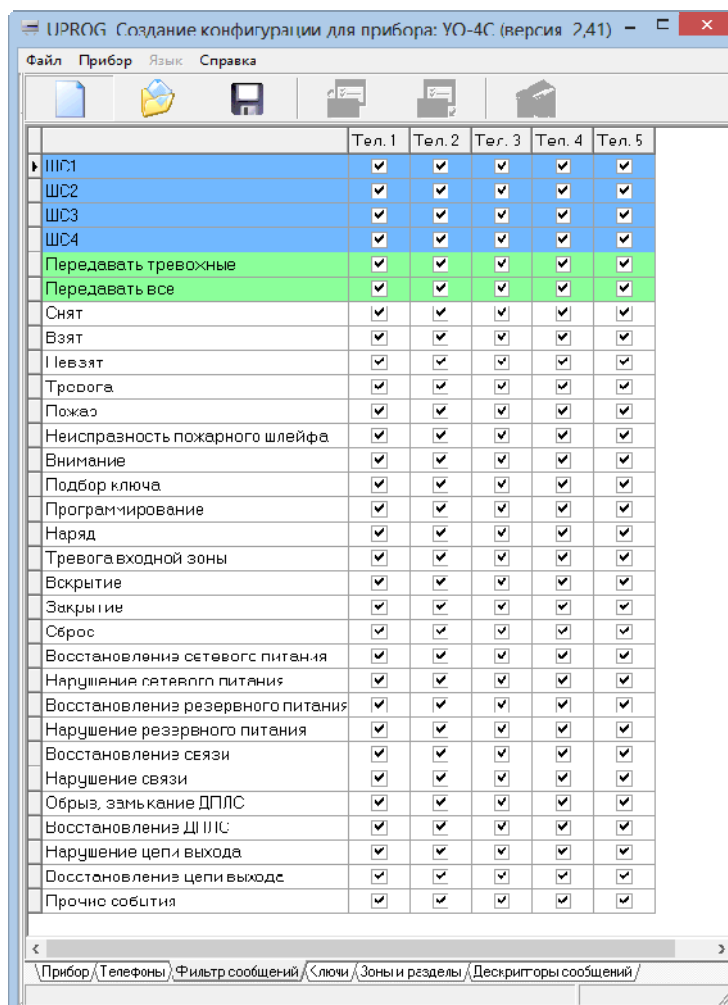 UPROG Создание конфигурации для прибора: УО-4С (версия 2,41)
Файл Прибор Язык Справка
Тел. 1 Тел. 2 Тел. 3 Тел. 4 Тел. 5
ШС1
ШС2
ШС3
ШС4
Передавать тревожные
Передавать все
Снят
Взят
Невзят
Тревога
Пожар
Неисправность пожарного шлейфа
Внимание
Подбор ключа
Программирование
Наряд
Тревога входной зоны
Вскрытие
Закрытие
Сброс
Восстановление сетевого питания
Нарушение сетевого питания
Восстановление резервного питания
Нарушение резервного питания
Восстановление связи
Нарушение связи
Обрыв, замыкание ДПЛС
Восстановление ДПЛС
Нарушение цепи выхода
Восстановление цепи выхода
Прочие события
Прибор Телефоны Фильтр сообщений Ключи Зоны и разделы Дескрипторы сообщений